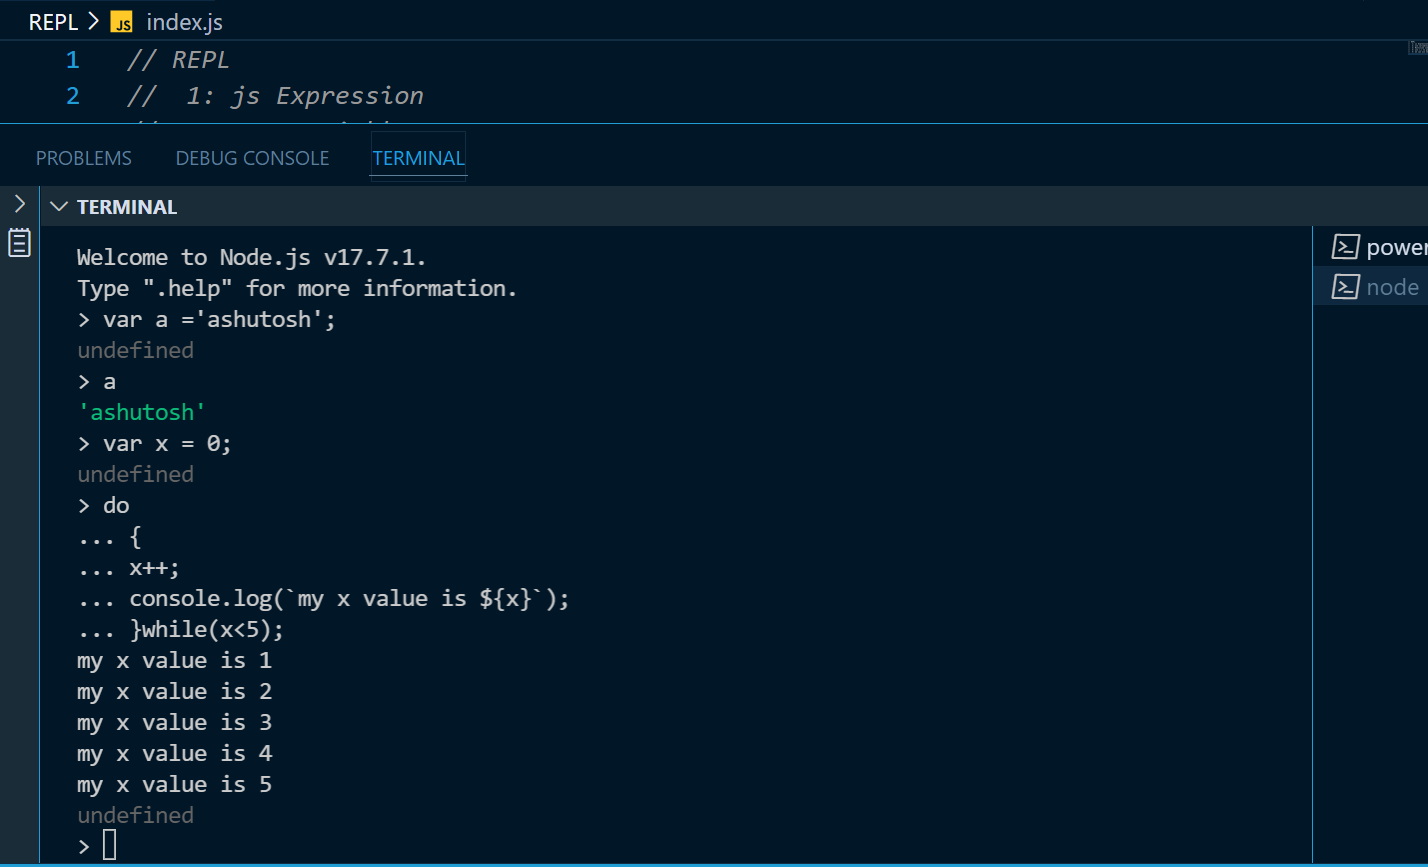 REPL > JS index.js
1 // REPL
2 // 1: js Expression
PROBLEMS DEBUG CONSOLE TERMINAL
TERMINAL
Welcome to Node.js v17.7.1.
Type ".help" for more information.
> var a ='ashutosh';
undefined
> a
'ashutosh'
> var x = 0;
undefined
> do
... {
... x++;
... console.log(`my x value is ${x}`);
... }while(x<5);
my x value is 1
my x value is 2
my x value is 3
my x value is 4
my x value is 5
undefined
>
power
node